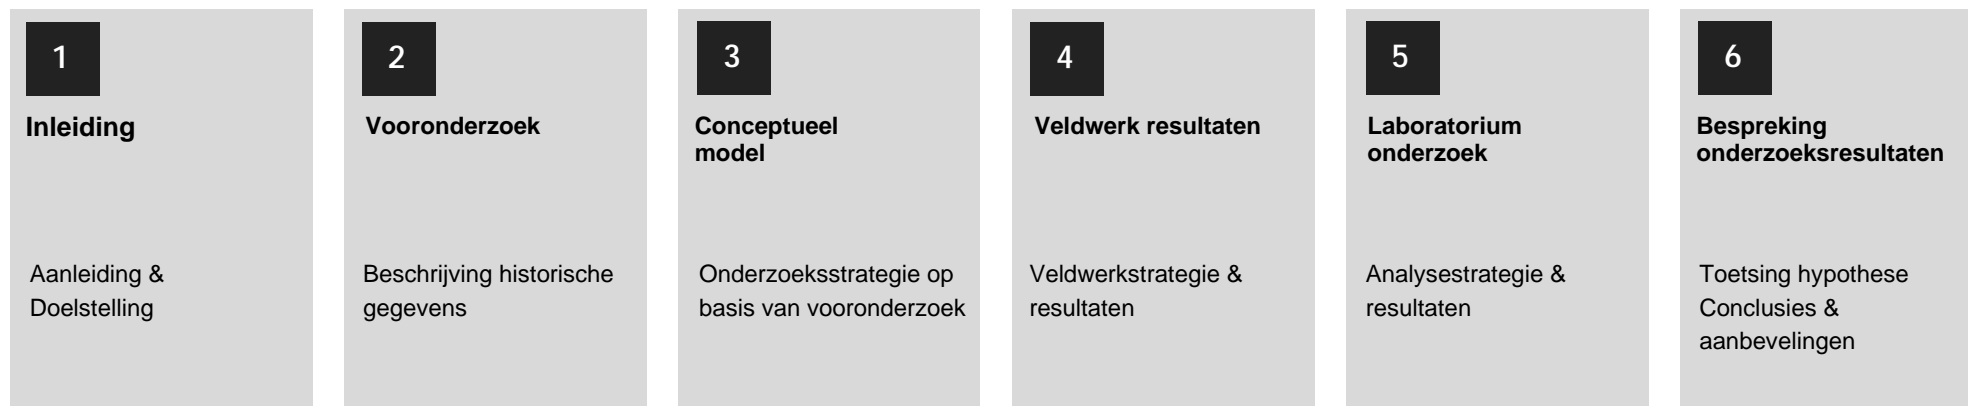 1
Inleiding
Aanleiding &
Doelstelling
2
Vooronderzoek
Beschrijving historische
gegevens
3
Conceptueel
model
Onderzoeksstrategie op
basis van vooronderzoek
4
Veldwerk resultaten
Veldwerkstrategie &
resultaten
5
Laboratorium
onderzoek
Analysestrategie &
resultaten
6
Bespreking
onderzoeksresultaten
Toetsing hypothese
Conclusies &
aanbevelingen